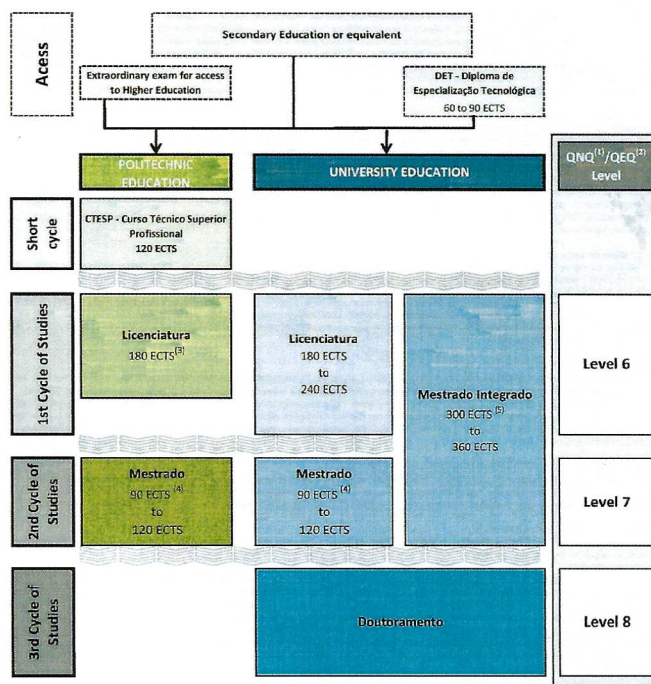 Acess
Secondary Education or equivalent
Extraordinary exam for access
to Higher Education
DET - Diploma de
Especialização Tecnológica
60 to 90 ECTS
POLITECHNIC
EDUCATION
UNIVERSITY EDUCATION
QNQ(1)/QEQ(2)
Level
Short
cycle
CTESP - Curso Técnico Superior
Profissional
120 ECTS
1st Cycle of Studies
Licenciatura
180 ECTS(3)
Licenciatura
180 ECTS
to
240 ECTS
Mestrado Integrado
300 ECTS (5)
to
360 ECTS
Level 6
2nd Cycle of
Studies
Mestrado
90 ECTS (4)
to
120 ECTS
Mestrado
90 ECTS (4)
to
120 ECTS
Level 7
3rd Cycle of
Studies
Doutoramento
Level 8